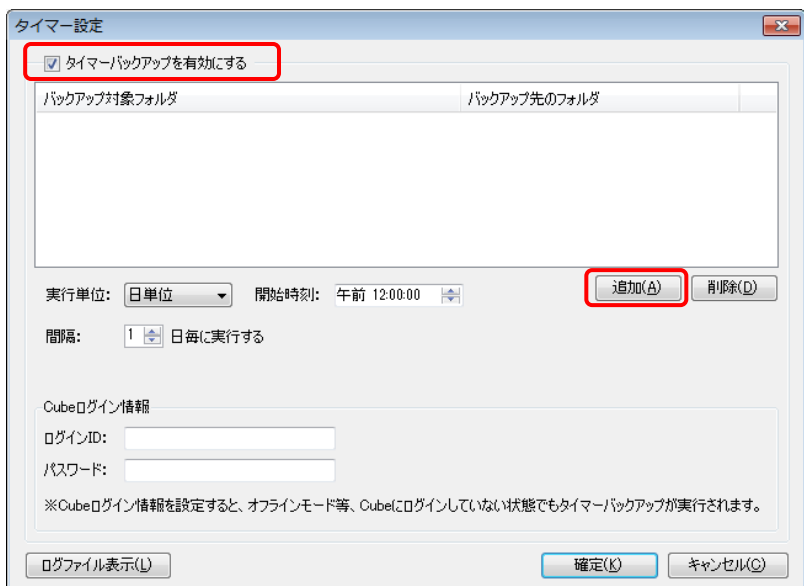 タイマー設定
タイマーバックアップを有効にする
バックアップ対象フォルダ バックアップ先のフォルダ
追加(A) 削除(D)
実行単位: 日単位 開始時刻: 午前 12:00:00
間隔: 1 日毎に実行する
Cubeログイン情報
ログインID:
パスワード:
※Cubeログイン情報を設定すると、オフラインモード等、Cubeにログインしていない状態でもタイマーバックアップが実行されます。
ログファイル表示(L) 確定(K) キャンセル(C)